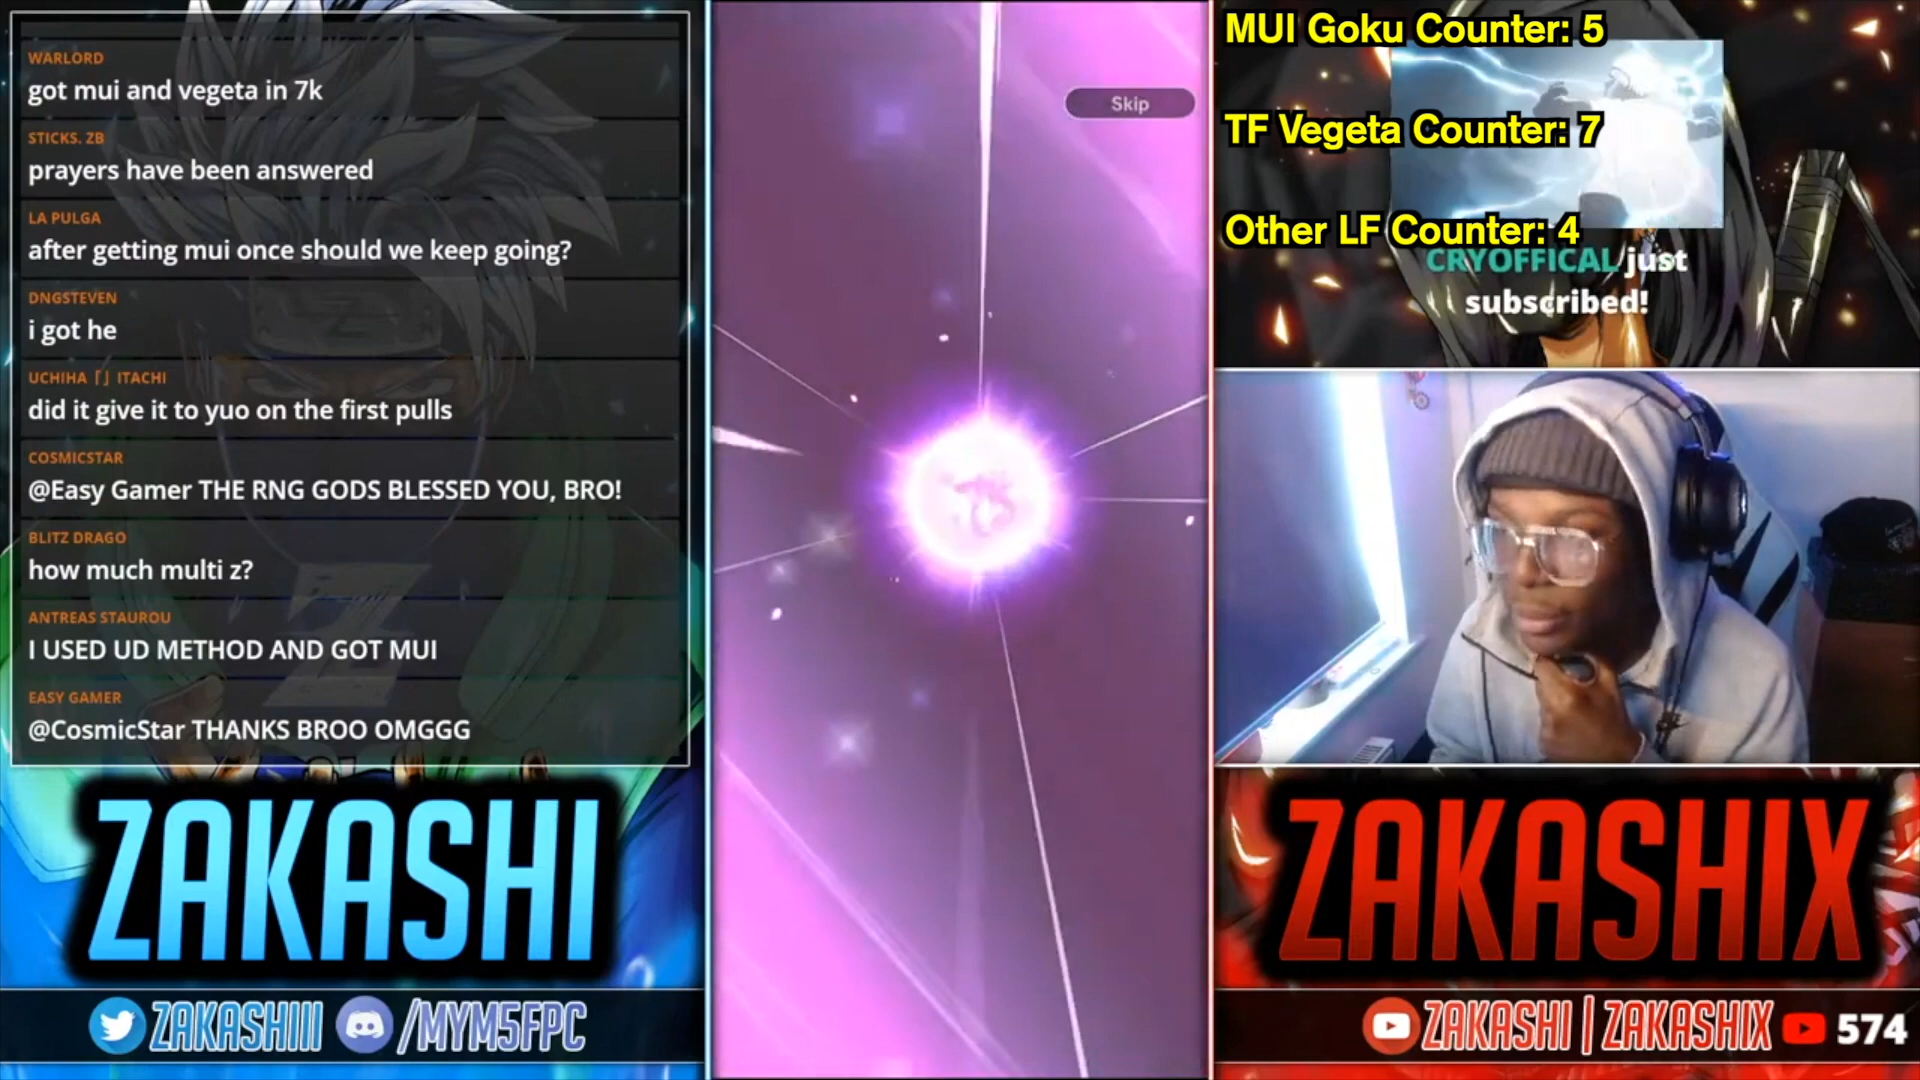 WARLORD
got mui and vegeta in 7k
STICKS. ZB
prayers have been answered
LA PULGA
after getting mui once should we keep going?
DNGSTEVEN
i got he
UCHIHA「」ITACHI
did it give it to yuo on the first pulls
COSMICSTAR
@Easy Gamer THE RNG GODS BLESSED YOU, BRO!
BLITZ DRAGO
how much multi z?
ANTREAS STAUROU
I USED UD METHOD AND GOT MUI
EASY GAMER
@CosmicStar THANKS BROO OMGGG
ZAKASHI
ZAKASHIII /MYM5FPC
Skip
MUI Goku Counter: 5
TF Vegeta Counter: 7
Other LF Counter: 4
CRYOFFICAL just
subscribed!
ZAKASHIX
ZAKASHI | ZAKASHIX 574